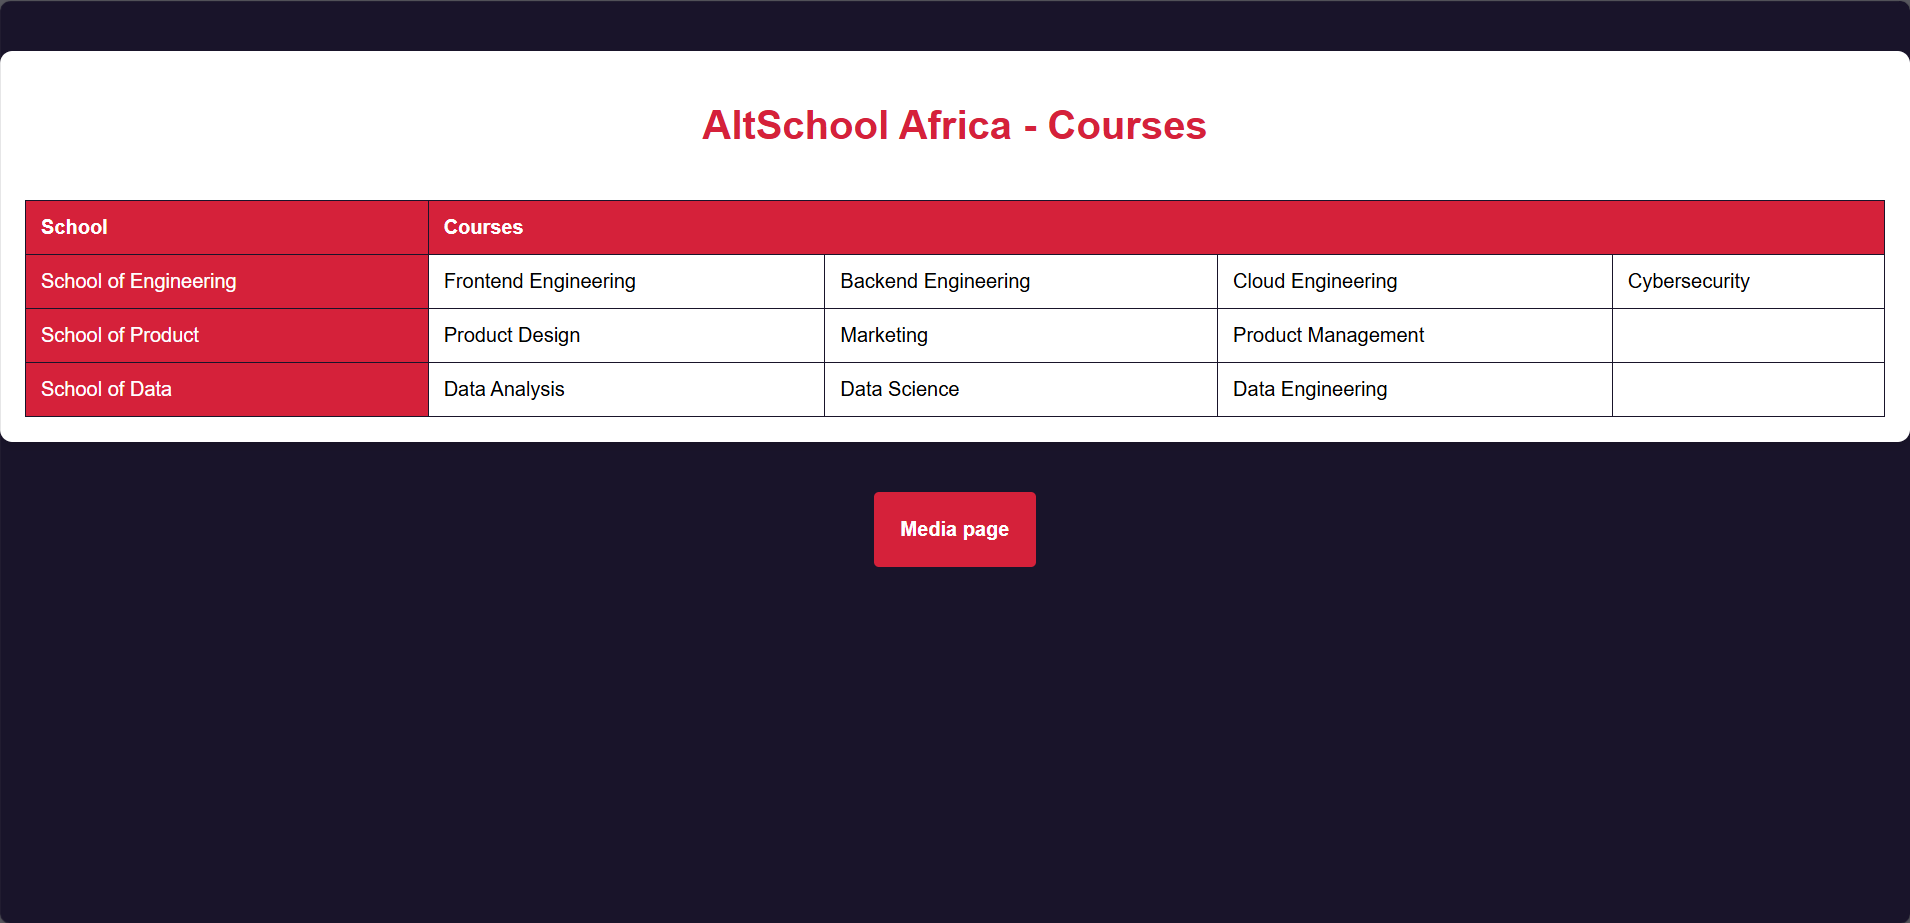 AltSchool Africa - Courses
School Courses
School of Engineering Frontend Engineering Backend Engineering Cloud Engineering Cybersecurity
School of Product Product Design Marketing Product Management
School of Data Data Analysis Data Science Data Engineering
Media page